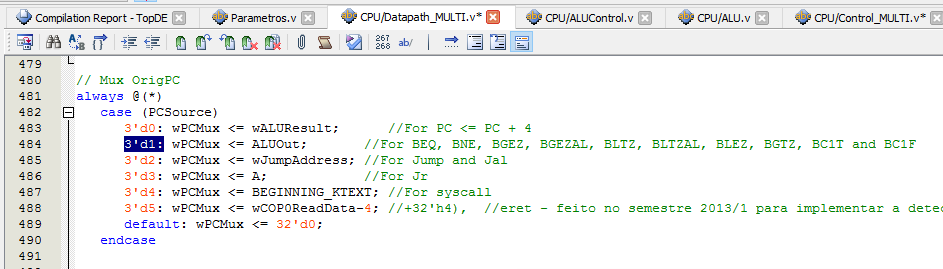 Compilation Report - TopDE
Parametros.v
CPU/Datapath_MULTI.v*
CPU/ALUControl.v
CPU/ALU.v
CPU/Control_MULTI.v*
267
268
ab/
479
480 // Mux OrigPC
481 always @(*)
482 case (PCSource)
483 3'd0: wPCMux <= wALUResult; //For PC <= PC + 4
484 3'd1: wPCMux <= ALUOut; //For BEQ, BNE, BGEZ, BGEZAL, BLTZ, BLTZAL, BLEZ, BGTZ, BC1T and BC1F
485 3'd2: wPCMux <= wJumpAddress; //For Jump and Jal
486 3'd3: wPCMux <= A; //For Jr
487 3'd4: wPCMux <= BEGINNING_KTEXT; //For syscall
488 3'd5: wPCMux <= wCOP0ReadData-4; //+32'h4), //eret - feito no semestre 2013/1 para implementar a detec
489 default: wPCMux <= 32'd0;
490 endcase
491